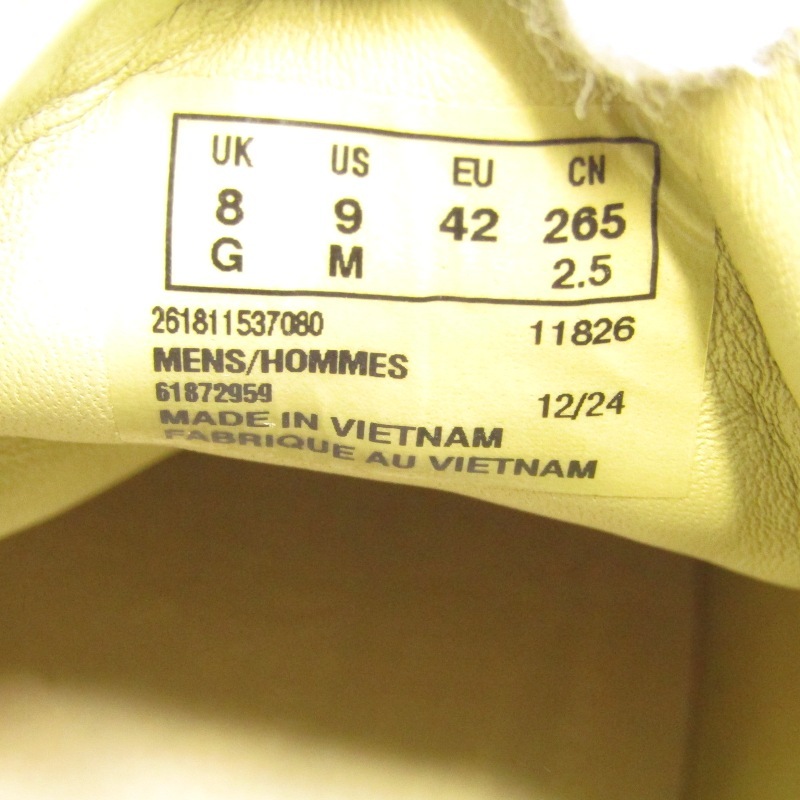 UK US EU CN
8 9 42 265
G M 2.5
261811537080 11826
MENS/HOMMES
61872959 12/24
MADE IN VIETNAM
FABRIQUE AU VIETNAM